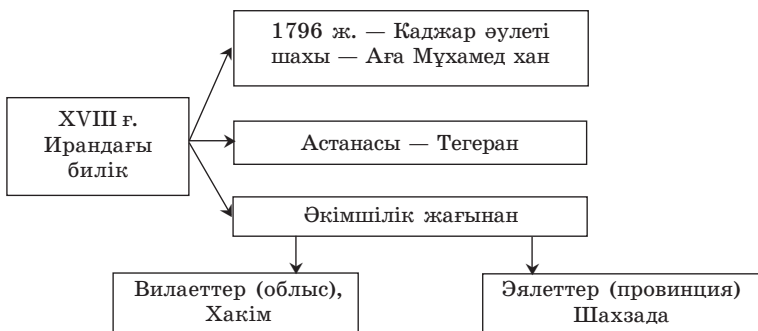 1796 ж. — Каджар әулеті
шахы — Аға Мұхамед хан
XVIII ғ.
Ирандағы
билік
Астанасы — Тегеран
Әкімшілік жағынан
Вилаеттер (облыс),
Хакім
Эялеттер (провинция)
Шахзада